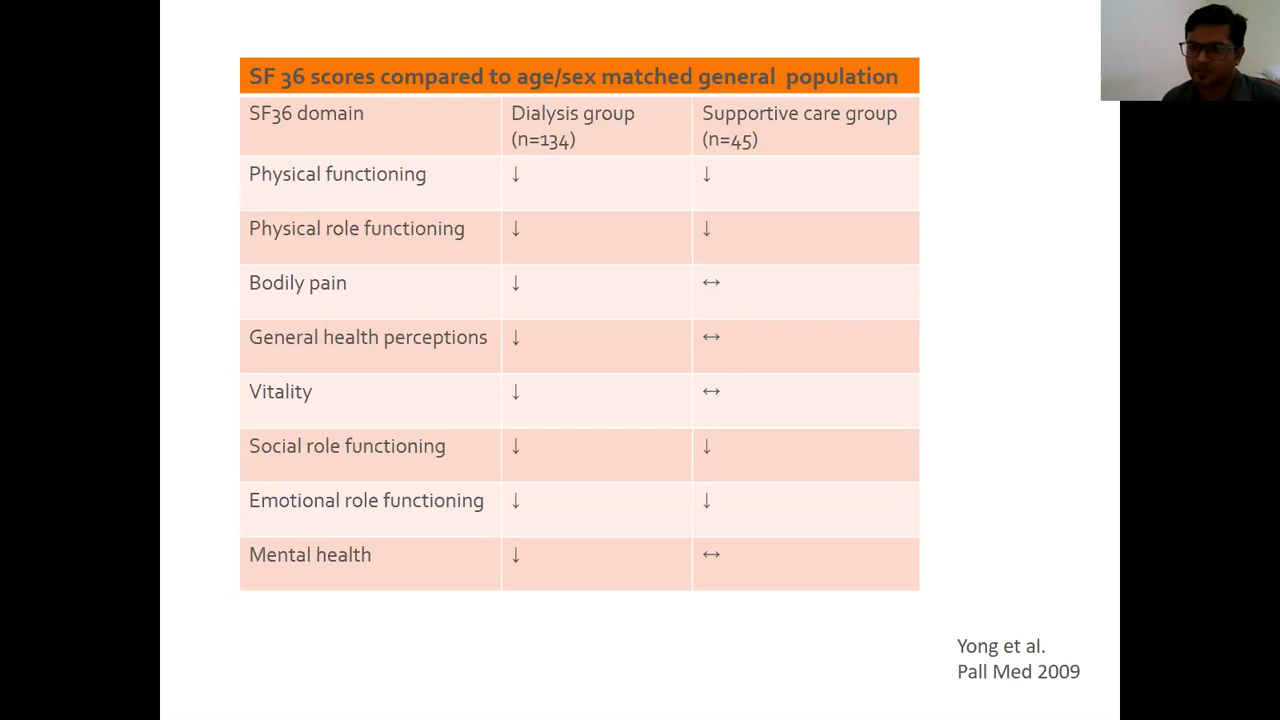 SF 36 scores compared to age/sex matched general population
SF36 domain
Dialysis group
(n=134)
Supportive care group
(n=45)
Physical functioning ↓ ↓
Physical role functioning ↓ ↓
Bodily pain ↓ ↔
General health perceptions ↓ ↔
Vitality ↓ ↔
Social role functioning ↓ ↓
Emotional role functioning ↓ ↓
Mental health ↓ ↔
Yong et al.
Pall Med 2009